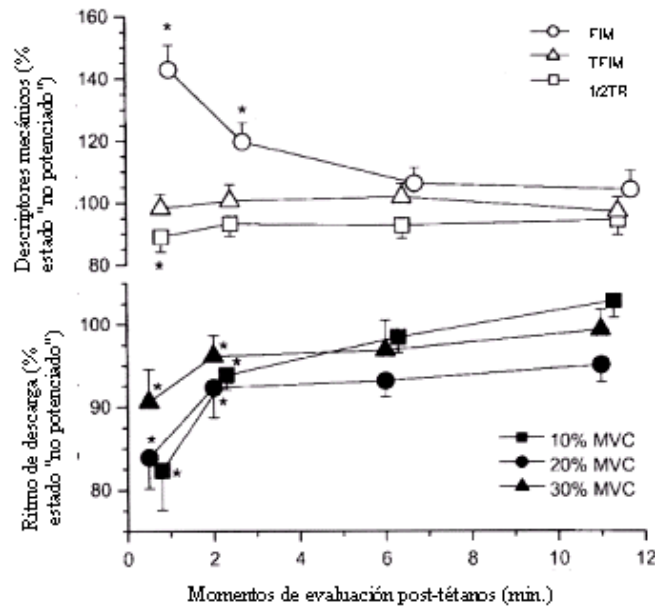 Descriptores mecánicos (%
estado "no potenciado")
160
140
120
100
80
FIM
TFIM
1/2TR
*
*
*
Ritmo de descarga (%
estado "no potenciado")
100
90
80
*
*
*
*
*
*
10% MVC
20% MVC
30% MVC
0 2 4 6 8 10 12
Momentos de evaluación post-tétanos (min.)